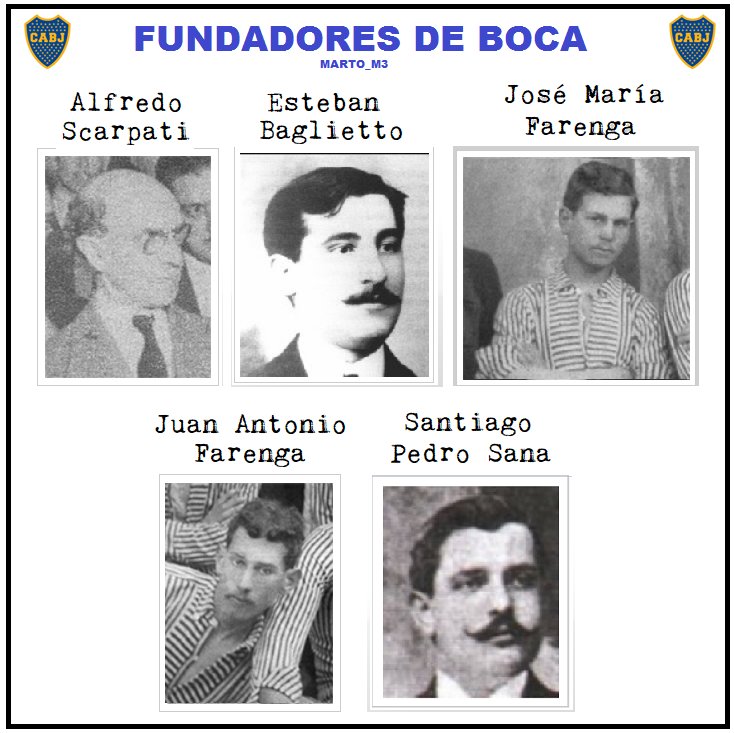 CABJ
FUNDADORES DE BOCA
CABJ
MARTO_M3
Alfredo
Scarpati
Esteban
Baglietto
José María
Farenga
Juan Antonio
Farenga
Santiago
Pedro Sana